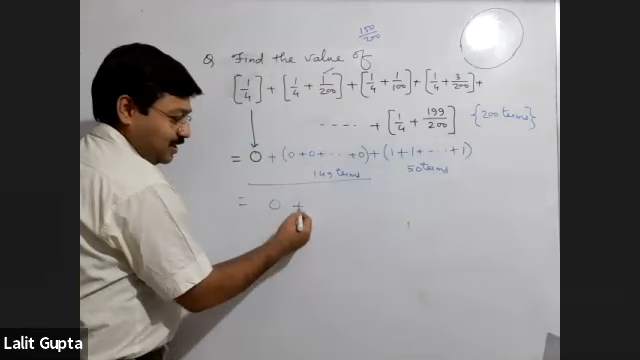 150/200
Q Find the value of
[1/4] + [1/4 + 1/200] + [1/4 + 1/100] + [1/4 + 3/200] +
---- + [1/4 + 199/200] {200 terms}
= 0 + (0+0+---+0) + (1+1+---+1)
149 terms 50 terms
= 0 +
Lalit Gupta